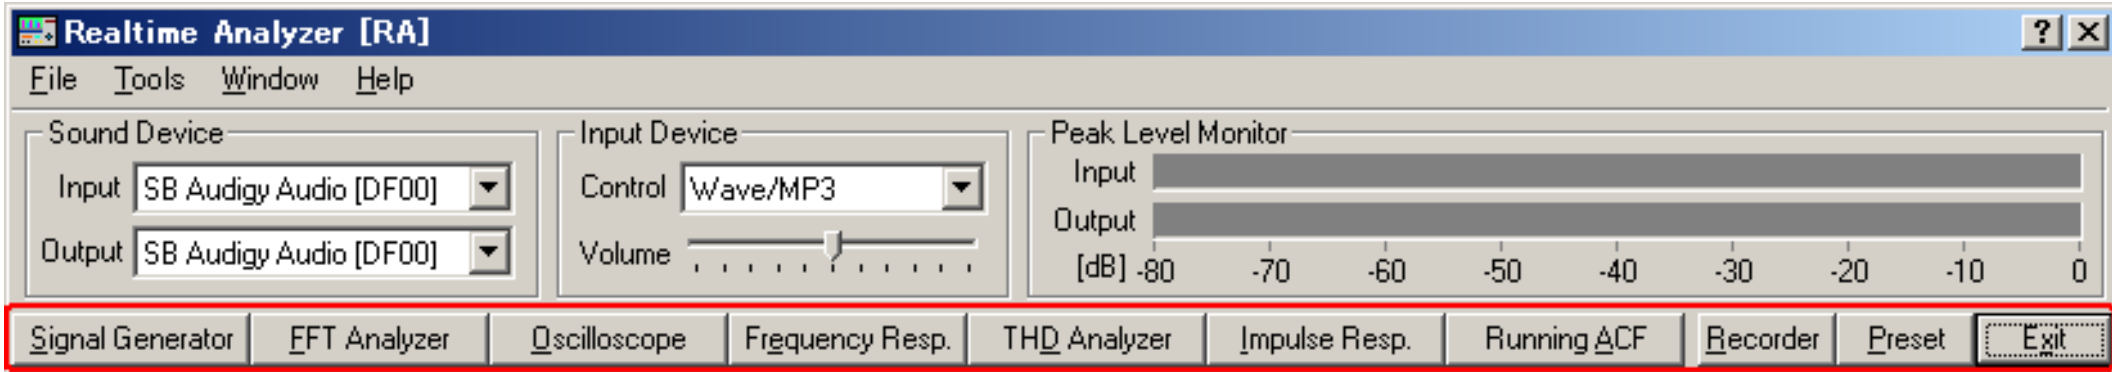 Realtime Analyzer [RA]
File Tools Window Help
Sound Device
Input SB Audigy Audio [DF00]
Output SB Audigy Audio [DF00]
Input Device
Control Wave/MP3
Volume
Peak Level Monitor
Input
Output
[dB] -80 -70 -60 -50 -40 -30 -20 -10 0
Signal Generator FFT Analyzer Oscilloscope Frequency Resp. THD Analyzer Impulse Resp. Running ACF Recorder Preset Exit